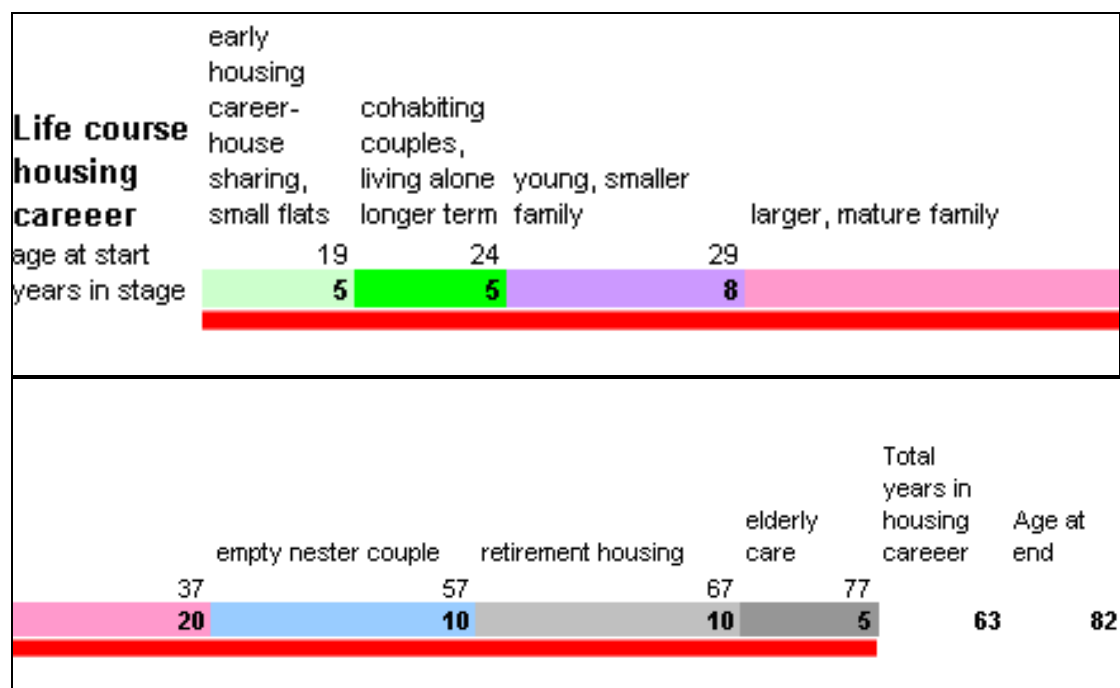 early
housing
career-
house
sharing,
small flats
cohabiting
couples,
living alone
longer term
young, smaller
family
larger, mature family
Life course
housing
careeer
age at start 19 24 29
years in stage 5 5 8
empty nester couple
retirement housing
elderly
care
Total
years in
housing
careeer
Age at
end
37 57 67 77
20 10 10 5 63 82